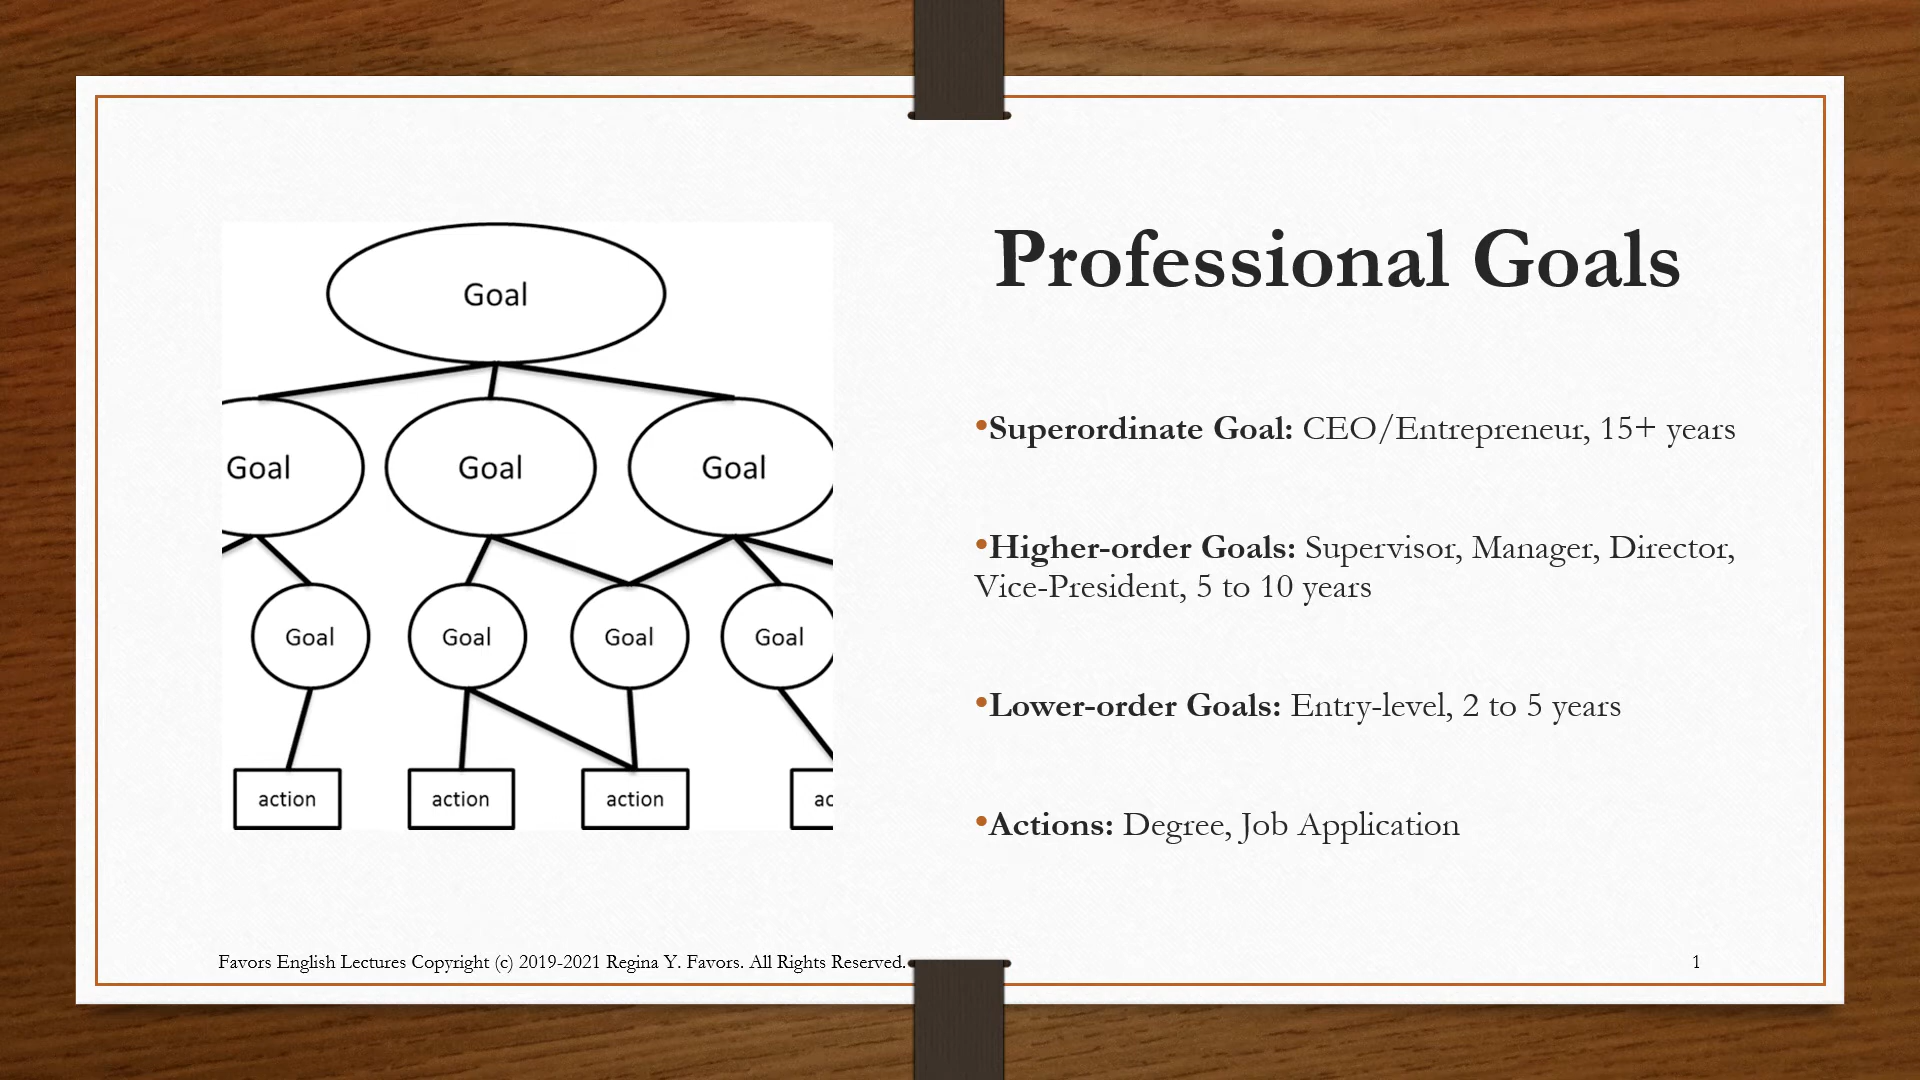 Goal
Goal Goal Goal
Goal Goal Goal Goal
action action action ac
Professional Goals
•Superordinate Goal: CEO/Entrepreneur, 15+ years
•Higher-order Goals: Supervisor, Manager, Director,
Vice-President, 5 to 10 years
•Lower-order Goals: Entry-level, 2 to 5 years
•Actions: Degree, Job Application
Favors English Lectures Copyright (c) 2019-2021 Regina Y. Favors. All Rights Reserved.
1